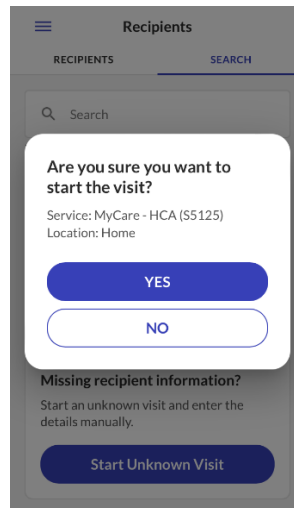 Recipients
RECIPIENTS
SEARCH
Search
Are you sure you want to
start the visit?
Service: MyCare - HCA (S5125)
Location: Home
YES
NO
Missing recipient information?
Start an unknown visit and enter the
details manually.
Start Unknown Visit